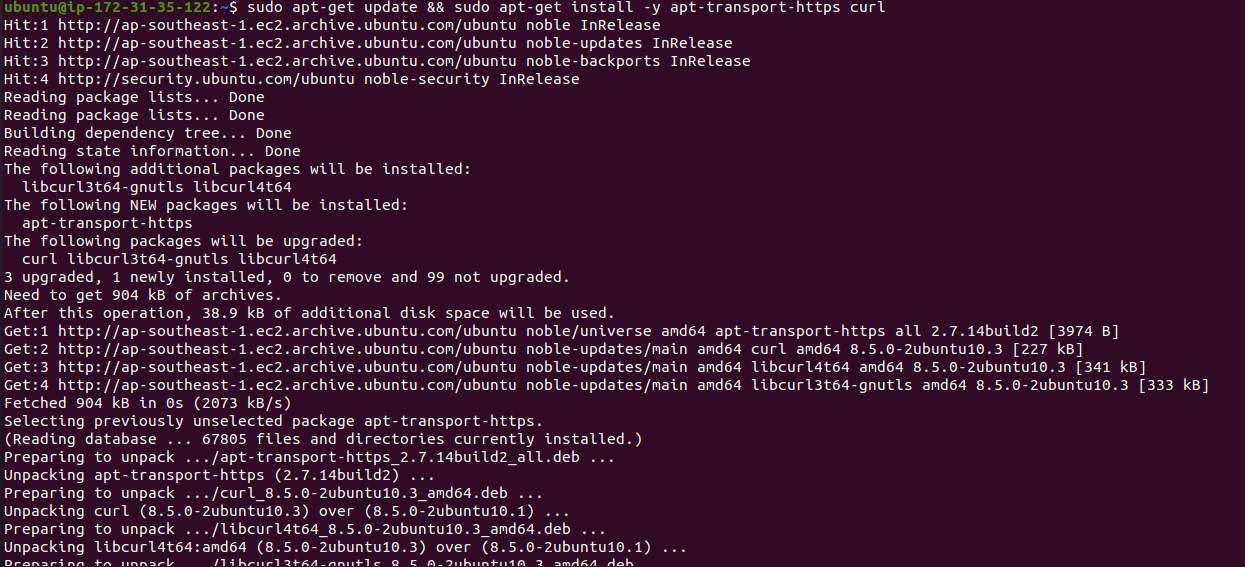 ubuntu@ip-172-31-35-122:~$ sudo apt-get update && sudo apt-get install -y apt-transport-https curl
Hit:1 http://ap-southeast-1.ec2.archive.ubuntu.com/ubuntu noble InRelease
Hit:2 http://ap-southeast-1.ec2.archive.ubuntu.com/ubuntu noble-updates InRelease
Hit:3 http://ap-southeast-1.ec2.archive.ubuntu.com/ubuntu noble-backports InRelease
Hit:4 http://security.ubuntu.com/ubuntu noble-security InRelease
Reading package lists... Done
Reading package lists... Done
Building dependency tree... Done
Reading state information... Done
The following additional packages will be installed:
  libcurl3t64-gnutls libcurl4t64
The following NEW packages will be installed:
  apt-transport-https
The following packages will be upgraded:
  curl libcurl3t64-gnutls libcurl4t64
3 upgraded, 1 newly installed, 0 to remove and 99 not upgraded.
Need to get 904 kB of archives.
After this operation, 38.9 kB of additional disk space will be used.
Get:1 http://ap-southeast-1.ec2.archive.ubuntu.com/ubuntu noble/universe amd64 apt-transport-https all 2.7.14build2 [3974 B]
Get:2 http://ap-southeast-1.ec2.archive.ubuntu.com/ubuntu noble-updates/main amd64 curl amd64 8.5.0-2ubuntu10.3 [227 kB]
Get:3 http://ap-southeast-1.ec2.archive.ubuntu.com/ubuntu noble-updates/main amd64 libcurl4t64 amd64 8.5.0-2ubuntu10.3 [341 kB]
Get:4 http://ap-southeast-1.ec2.archive.ubuntu.com/ubuntu noble-updates/main amd64 libcurl3t64-gnutls amd64 8.5.0-2ubuntu10.3 [333 kB]
Fetched 904 kB in 0s (2073 kB/s)
Selecting previously unselected package apt-transport-https.
(Reading database ... 67805 files and directories currently installed.)
Preparing to unpack .../apt-transport-https_2.7.14build2_all.deb ...
Unpacking apt-transport-https (2.7.14build2) ...
Preparing to unpack .../curl_8.5.0-2ubuntu10.3_amd64.deb ...
Unpacking curl (8.5.0-2ubuntu10.3) over (8.5.0-2ubuntu10.1) ...
Preparing to unpack .../libcurl4t64_8.5.0-2ubuntu10.3_amd64.deb ...
Unpacking libcurl4t64:amd64 (8.5.0-2ubuntu10.3) over (8.5.0-2ubuntu10.1) ...
Preparing to unpack .../libcurl3t64-gnutls_8.5.0-2ubuntu10.3_amd64.deb ...